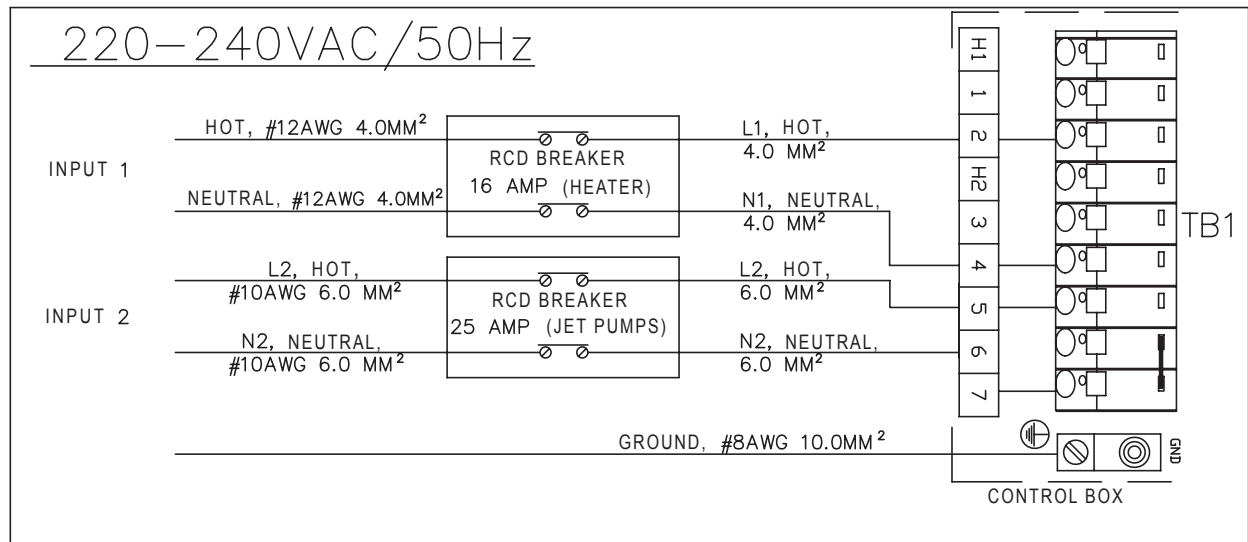 220-240VAC/50Hz
INPUT 1
HOT, #12AWG 4.0MM²
NEUTRAL, #12AWG 4.0MM²
RCD BREAKER
16 AMP (HEATER)
L1, HOT,
4.0 MM²
N1, NEUTRAL,
4.0 MM²
INPUT 2
L2, HOT,
#10AWG 6.0 MM²
N2, NEUTRAL,
#10AWG 6.0 MM²
RCD BREAKER
25 AMP (JET PUMPS)
L2, HOT,
6.0 MM²
N2, NEUTRAL,
6.0 MM²
GROUND, #8AWG 10.0MM²
H1
1
2
H2
3
4
5
6
7
TB1
GND
CONTROL BOX